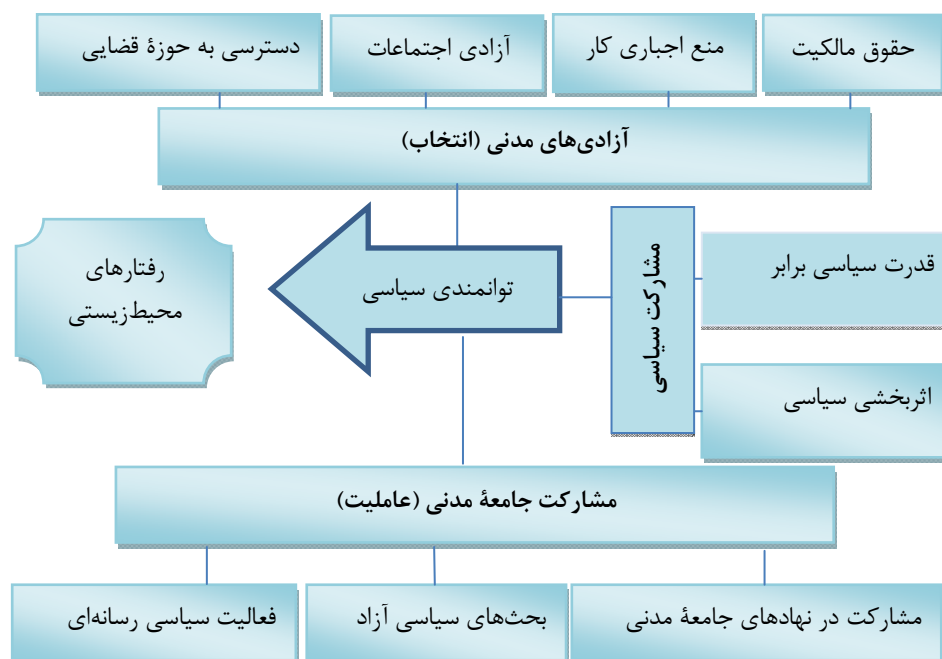 حقوق مالکیت
منع اجباری کار
آزادی اجتماعات
دسترسی به حوزهٔ قضایی
آزادی‌های مدنی (انتخاب)
قدرت سیاسی برابر
مشارکت سیاسی
توانمندی سیاسی
رفتارهای
محیط‌زیستی
اثربخشی سیاسی
مشارکت جامعهٔ مدنی (عاملیت)
مشارکت در نهادهای جامعهٔ مدنی
بحث‌های سیاسی آزاد
فعالیت سیاسی رسانه‌ای